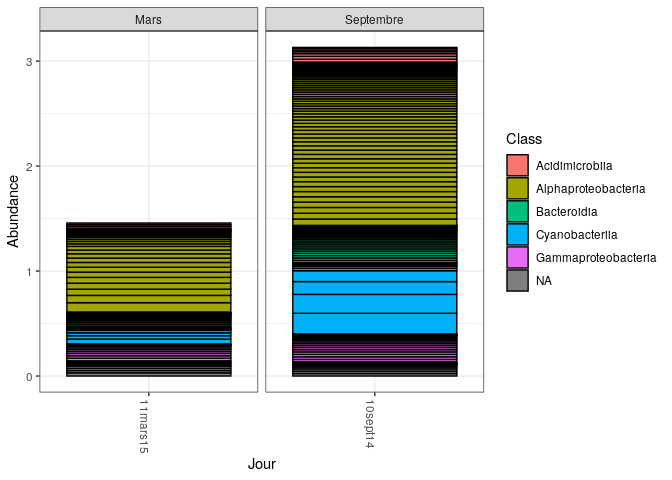 Mars
Septembre
Abundance
3
2
1
0
11mars15
10sept14
Jour
Class
Acidimicrobiia
Alphaproteobacteria
Bacteroidia
Cyanobacteriia
Gammaproteobacteria
NA